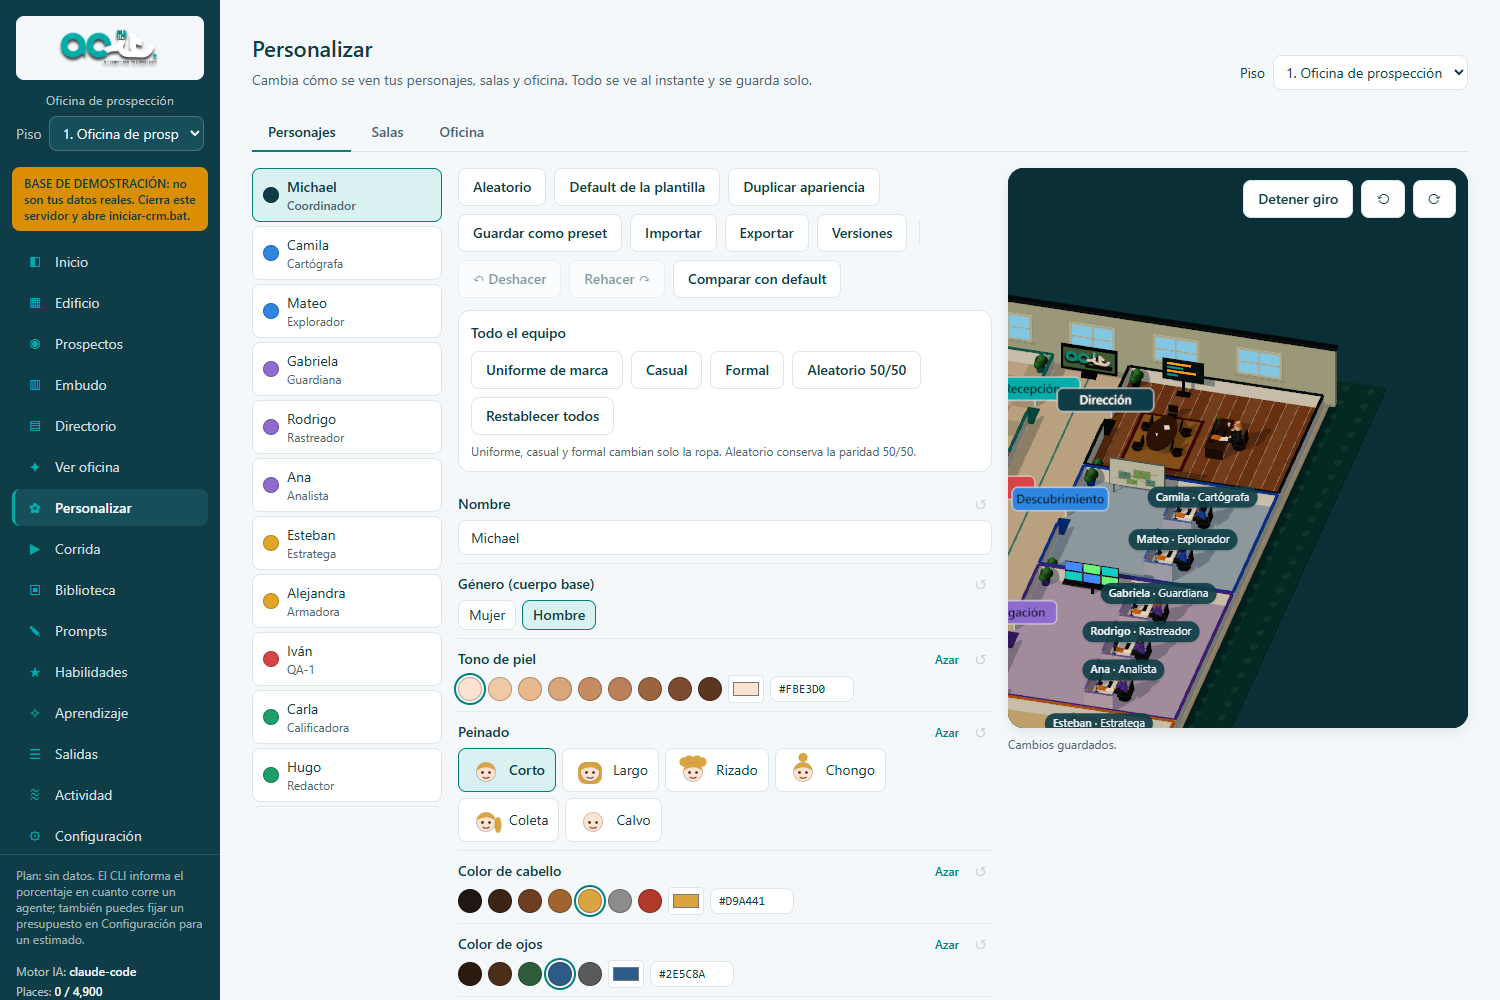 acit
Oficina de prospección
Piso
1. Oficina de prosp
BASE DE DEMOSTRACIÓN: no
son tus datos reales. Cierra este
servidor y abre iniciar-crm.bat.
Inicio
Edificio
Prospectos
Embudo
Directorio
Ver oficina
Personalizar
Corrida
Biblioteca
Prompts
Habilidades
Aprendizaje
Salidas
Actividad
Configuración
Plan: sin datos. El CLI informa el
porcentaje en cuanto corre un
agente; también puedes fijar un
presupuesto en Configuración para
un estimado.
Motor IA: claude-code
Places: 0 / 4,900
Personalizar
Cambia cómo se ven tus personajes, salas y oficina. Todo se ve al instante y se guarda solo.
Piso
1. Oficina de prospección
Personajes
Salas
Oficina
Michael
Coordinador
Camila
Cartógrafa
Mateo
Explorador
Gabriela
Guardiana
Rodrigo
Rastreador
Ana
Analista
Esteban
Estratega
Alejandra
Armadora
Iván
QA-1
Carla
Calificadora
Hugo
Redactor
Aleatorio
Default de la plantilla
Duplicar apariencia
Guardar como preset
Importar
Exportar
Versiones
Deshacer
Rehacer
Comparar con default
Todo el equipo
Uniforme de marca
Casual
Formal
Aleatorio 50/50
Restablecer todos
Uniforme, casual y formal cambian solo la ropa. Aleatorio conserva la paridad 50/50.
Nombre
Michael
Género (cuerpo base)
Mujer
Hombre
Tono de piel
Azar
#FBE3D0
Peinado
Azar
Corto
Largo
Rizado
Chongo
Coleta
Calvo
Color de cabello
Azar
#D9A441
Color de ojos
Azar
#2E5C8A
Detener giro
acit
Recepción
Dirección
Descubrimiento
Camila · Cartógrafa
Mateo · Explorador
Gabriela · Guardiana
gación
Rodrigo · Rastreador
Ana · Analista
Esteban · Estratega
Cambios guardados.